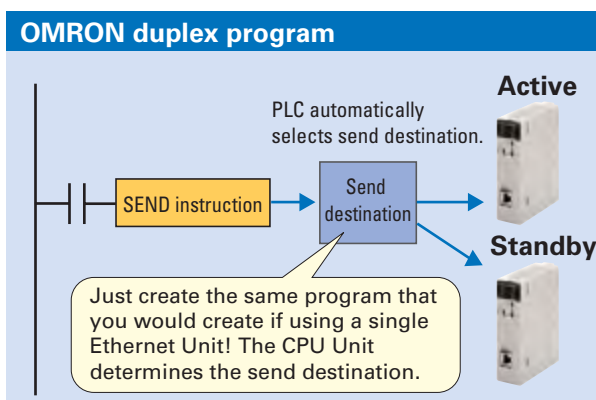 OMRON duplex program
Active
PLC automatically
selects send destination.
SEND instruction
Send
destination
Standby
Just create the same program that
you would create if using a single
Ethernet Unit! The CPU Unit
determines the send destination.